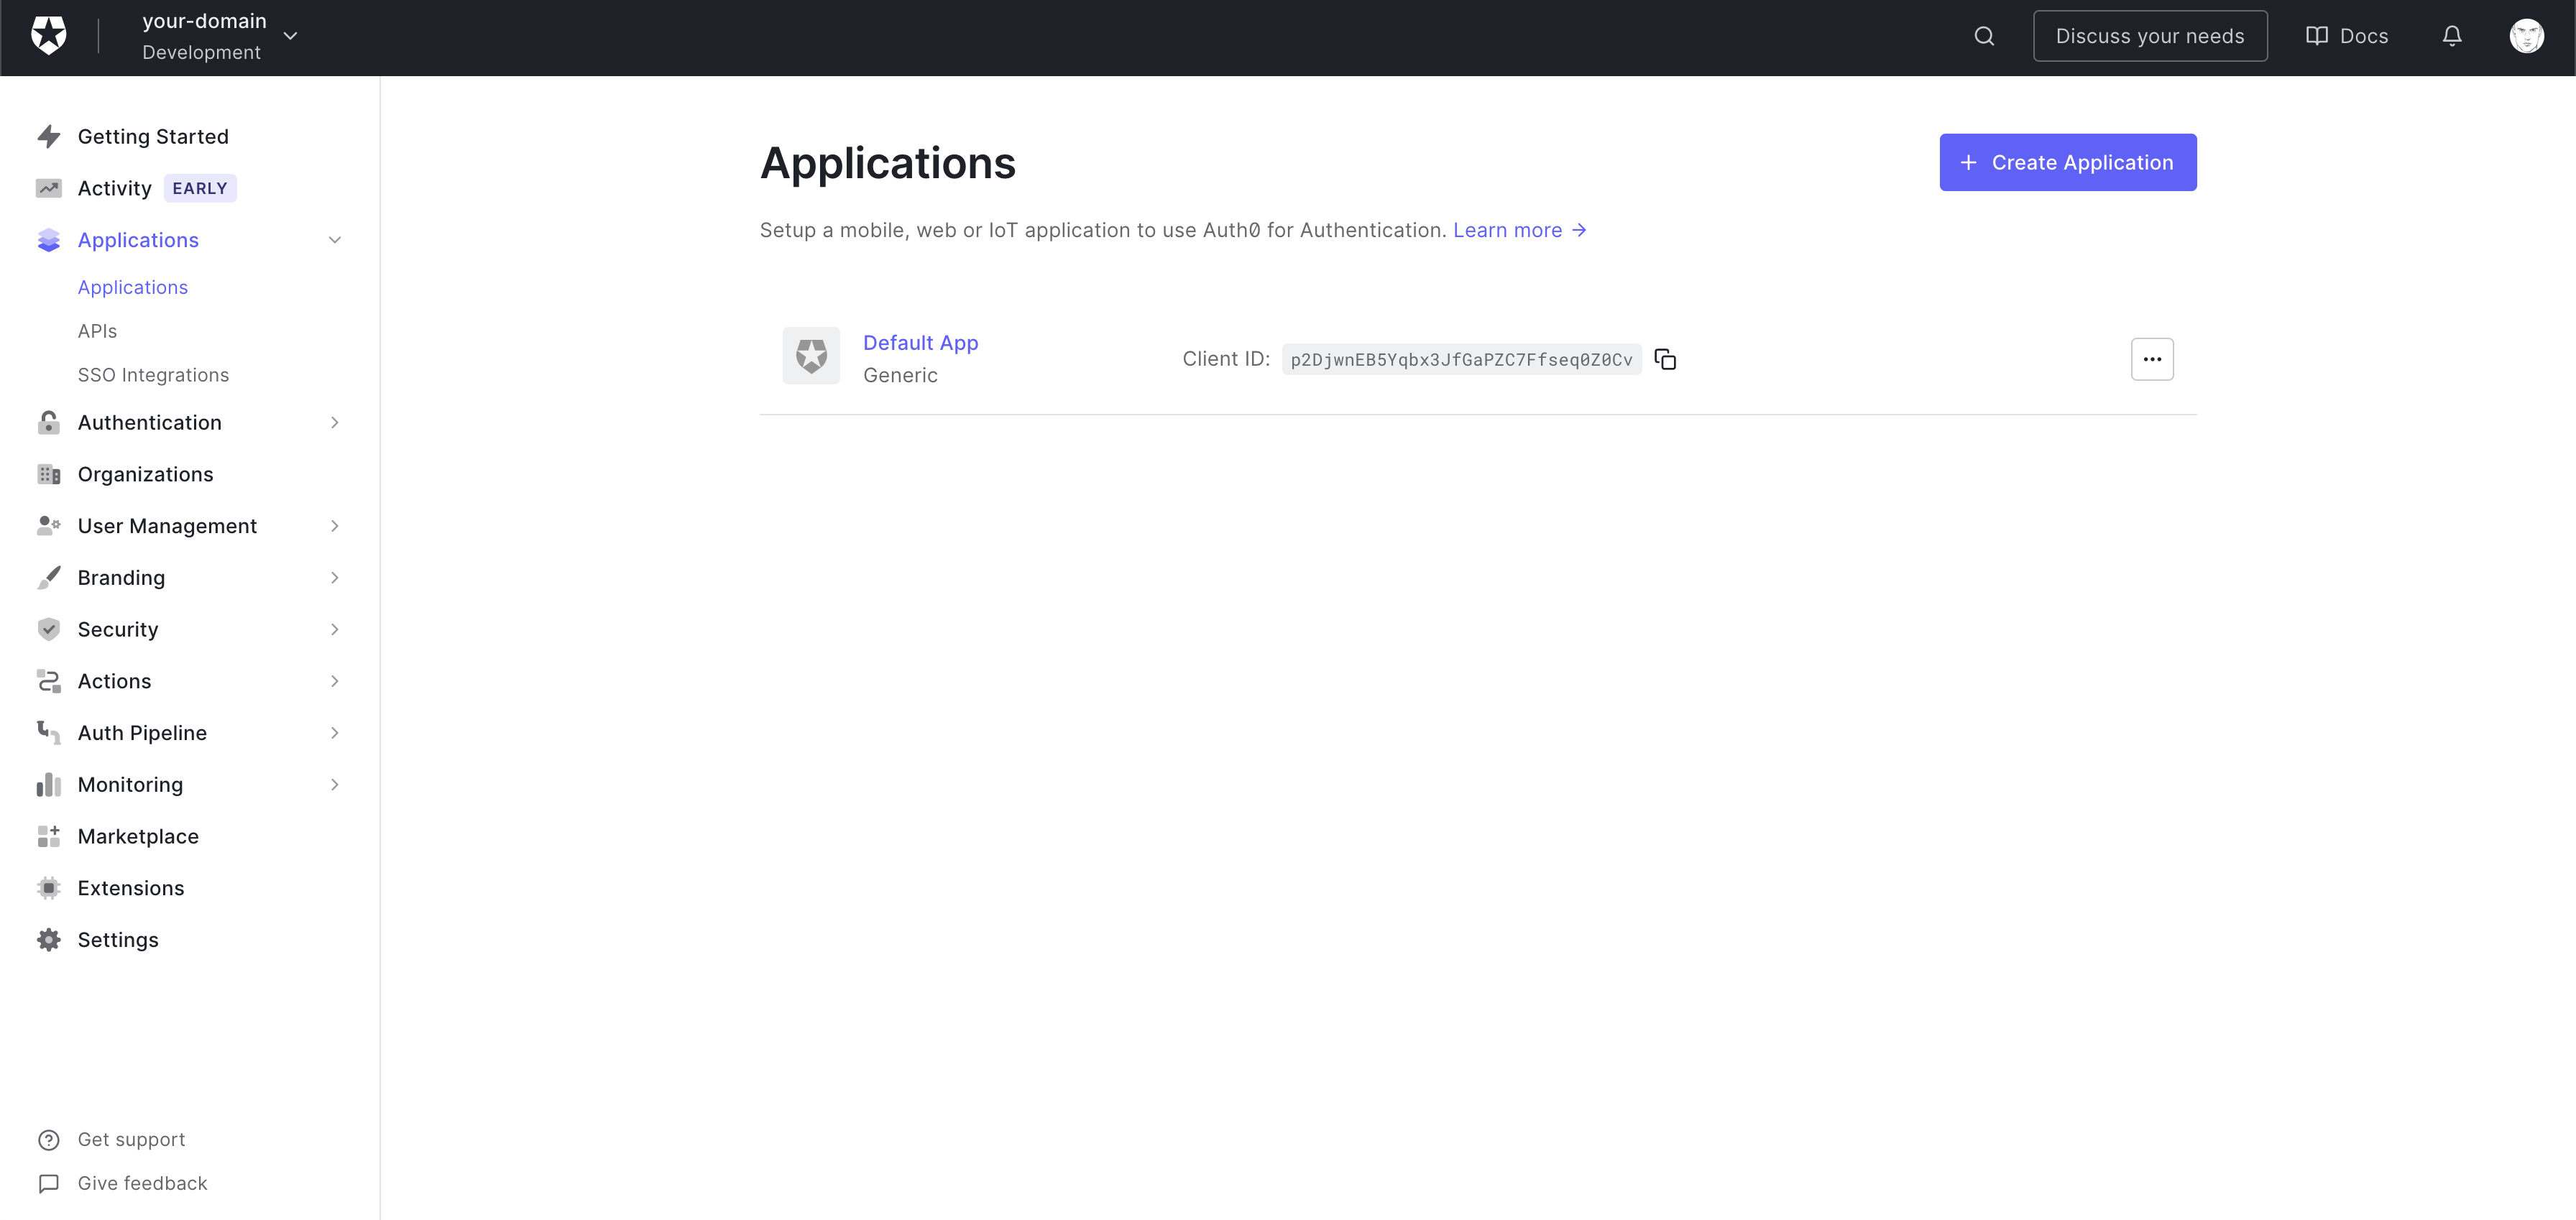 your-domain
Development
Discuss your needs
Docs
Getting Started
Activity EARLY
Applications
Applications
APIs
SSO Integrations
Authentication
Organizations
User Management
Branding
Security
Actions
Auth Pipeline
Monitoring
Marketplace
Extensions
Settings
Get support
Give feedback
Applications
+ Create Application
Setup a mobile, web or IoT application to use Auth0 for Authentication. Learn more →
Default App
Generic
Client ID: p2DjwnEB5Yqbx3JfGaPZC7Ffseq0Z0Cv